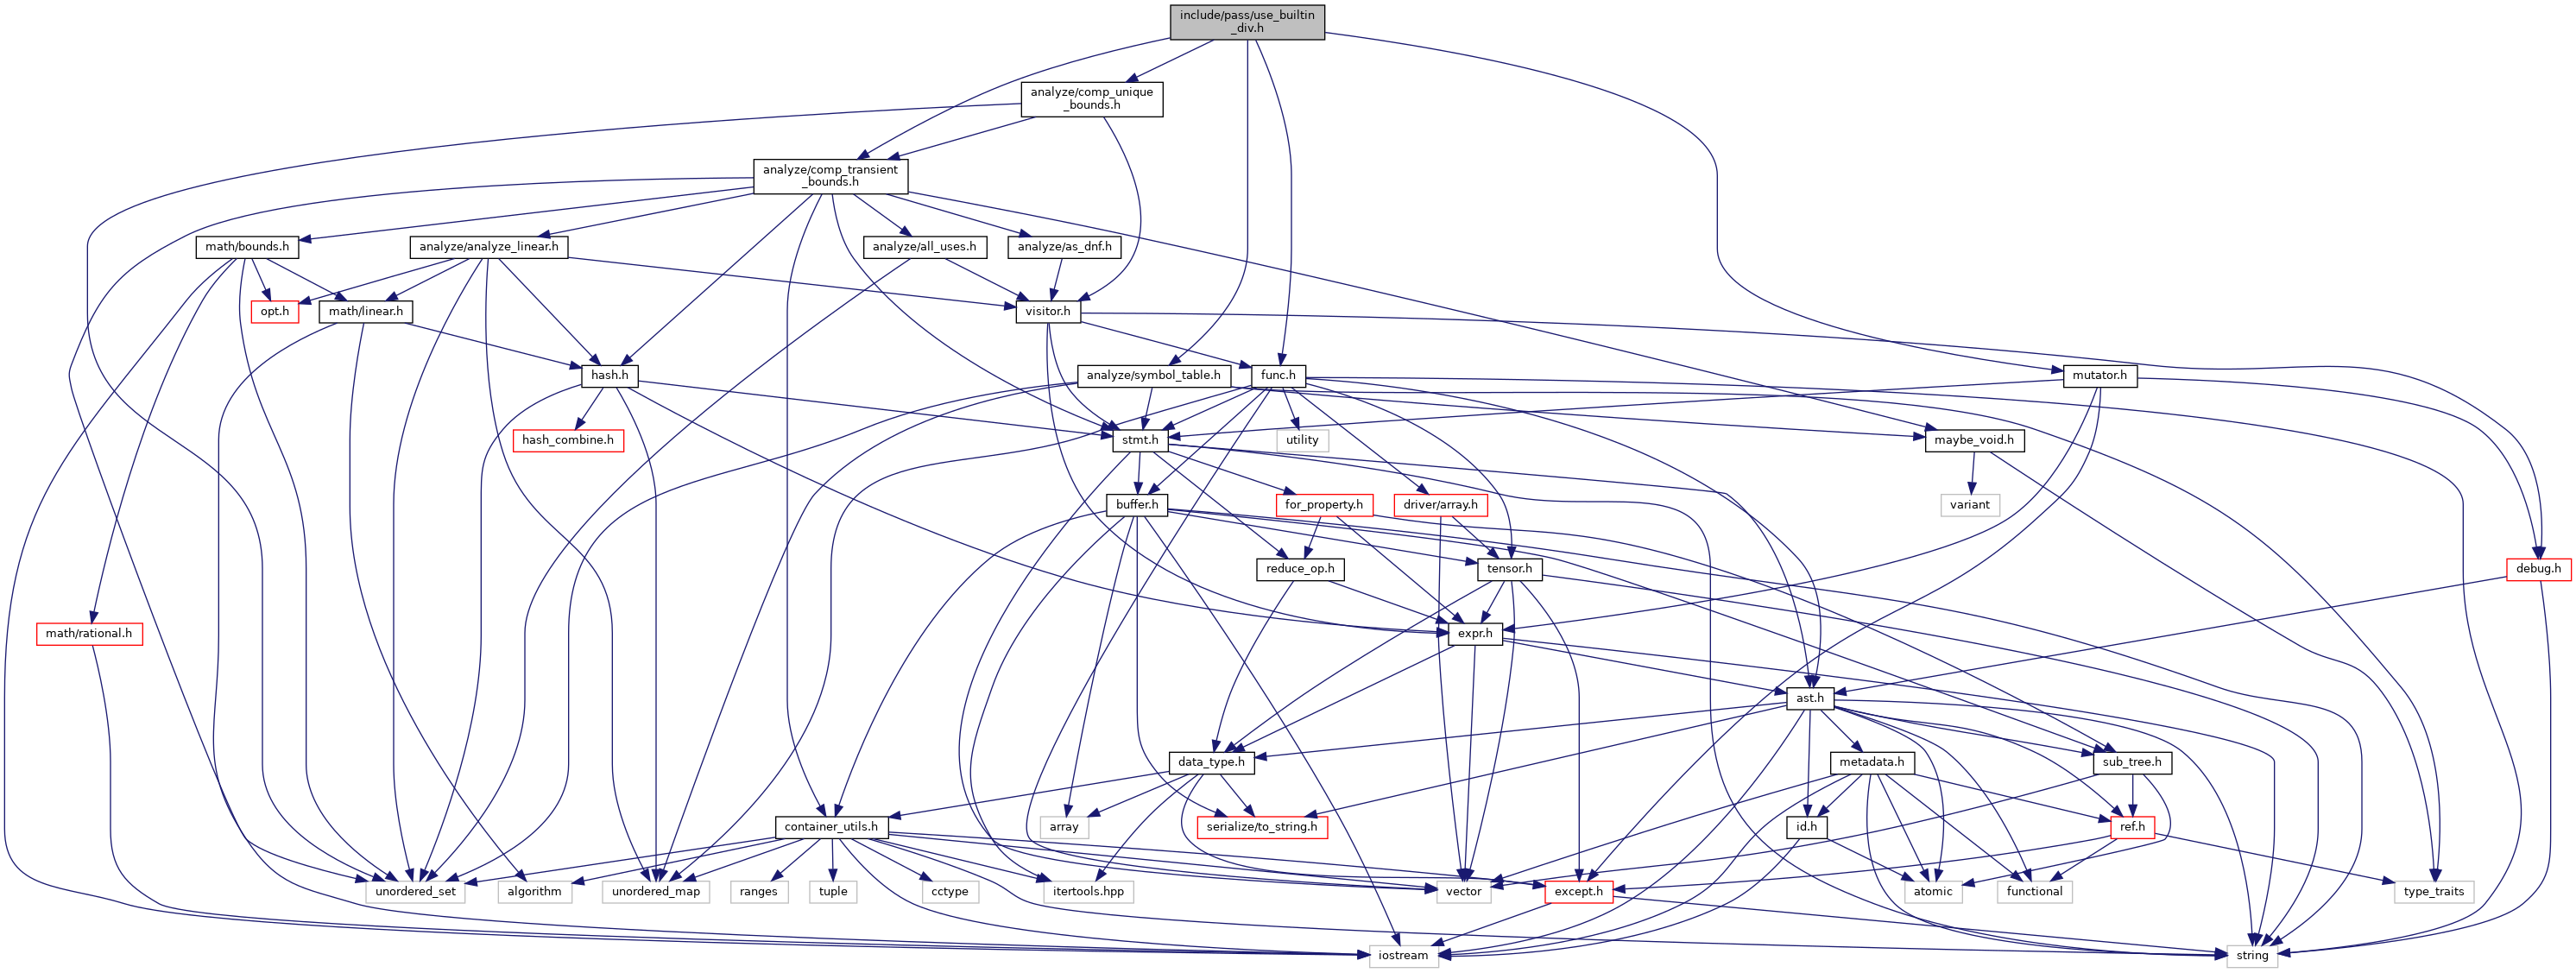 include/pass/use_builtin
_div.h
analyze/comp_unique
_bounds.h
analyze/comp_transient
_bounds.h
math/bounds.h
analyze/analyze_linear.h
analyze/all_uses.h
analyze/as_dnf.h
opt.h
math/linear.h
visitor.h
hash.h
analyze/symbol_table.h
func.h
mutator.h
hash_combine.h
stmt.h
utility
maybe_void.h
buffer.h
for_property.h
driver/array.h
variant
reduce_op.h
tensor.h
debug.h
math/rational.h
expr.h
ast.h
data_type.h
metadata.h
sub_tree.h
container_utils.h
array
serialize/to_string.h
id.h
ref.h
unordered_set
algorithm
unordered_map
ranges
tuple
cctype
itertools.hpp
vector
except.h
atomic
functional
type_traits
iostream
string